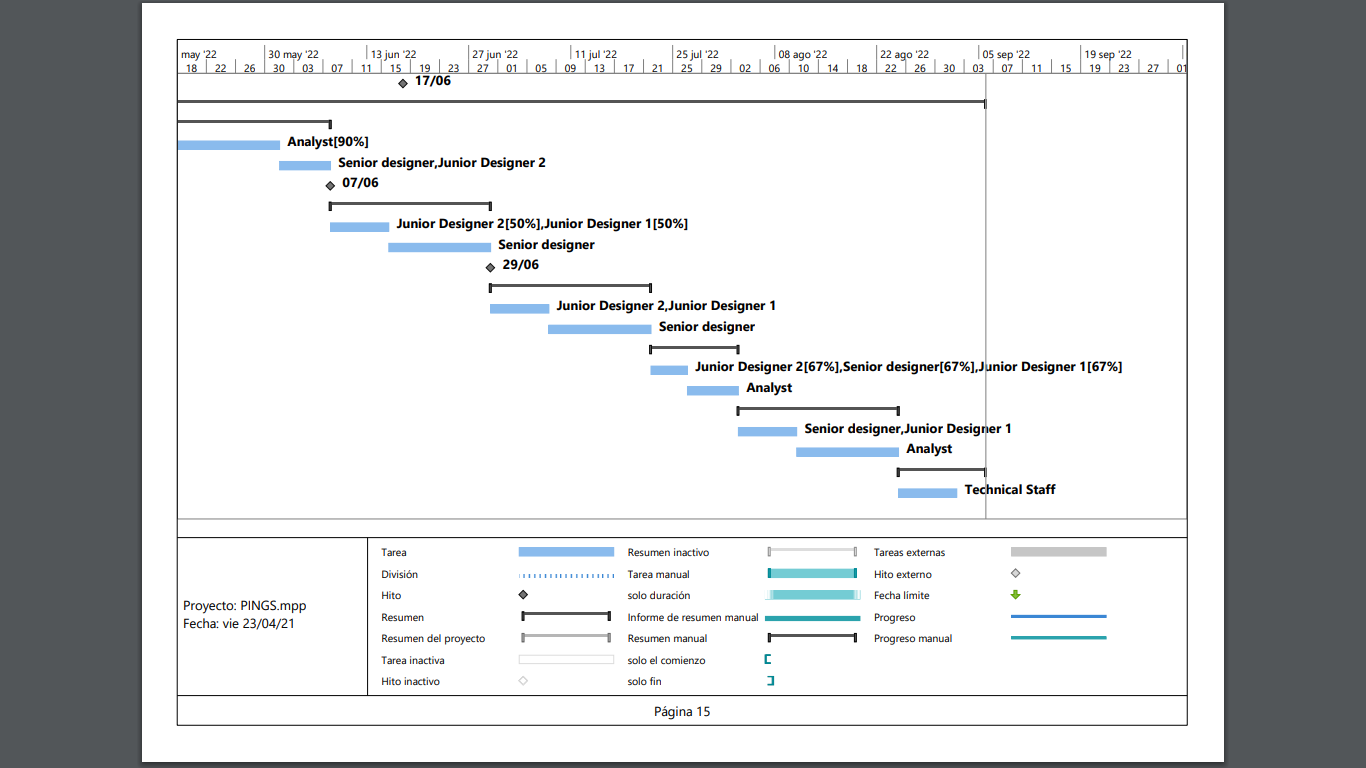 may '22 30 may '22 13 jun '22 27 jun '22 11 jul '22 25 jul '22 08 ago '22 22 ago '22 05 sep '22 19 sep '22
18 22 26 30 03 07 11 15 19 23 27 01 05 09 13 17 21 25 29 02 06 10 14 18 22 26 30 03 07 11 15 19 23 27 01
17/06
Analyst[90%]
Senior designer,Junior Designer 2
07/06
Junior Designer 2[50%],Junior Designer 1[50%]
Senior designer
29/06
Junior Designer 2,Junior Designer 1
Senior designer
Junior Designer 2[67%],Senior designer[67%],Junior Designer 1[67%]
Analyst
Senior designer,Junior Designer 1
Analyst
Technical Staff
Proyecto: PINGS.mpp
Fecha: vie 23/04/21
Tarea
División
Hito
Resumen
Resumen del proyecto
Tarea inactiva
Hito inactivo
Resumen inactivo
Tarea manual
solo duración
Informe de resumen manual
Resumen manual
solo el comienzo
solo fin
Tareas externas
Hito externo
Fecha límite
Progreso
Progreso manual
Página 15